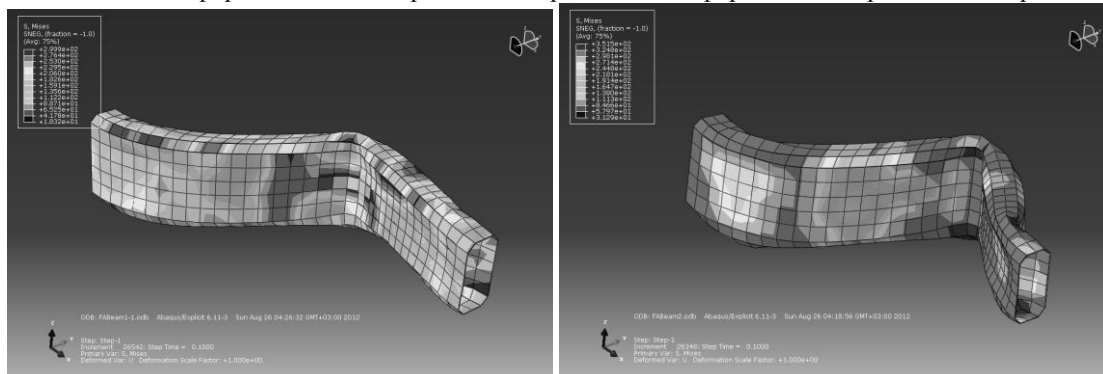 S, Mises
SNEG, (fraction = -1.0)
(Avg: 75%)
+2.999e+02
+2.764e+02
+2.530e+02
+2.295e+02
+2.060e+02
+1.826e+02
+1.591e+02
+1.356e+02
+1.122e+02
+8.871e+01
+6.525e+01
+4.178e+01
+1.832e+01
ODB: FABeam1-1.odb Abaqus/Explicit 6.11-3 Sun Aug 26 04:26:32 GMT+03:00 2012
Step: Step-1
Increment 26542: Step Time = 0.1000
Primary Var: S, Mises
Deformed Var: U Deformation Scale Factor: +1.000e+00
S, Mises
SNEG, (fraction = -1.0)
(Avg: 75%)
+3.515e+02
+3.248e+02
+2.981e+02
+2.714e+02
+2.448e+02
+2.181e+02
+1.914e+02
+1.647e+02
+1.380e+02
+1.113e+02
+8.466e+01
+5.797e+01
+3.129e+01
ODB: FABeam2.odb Abaqus/Explicit 6.11-3 Sun Aug 26 04:18:56 GMT+03:00 2012
Step: Step-1
Increment 26348: Step Time = 0.1000
Primary Var: S, Mises
Deformed Var: U Deformation Scale Factor: +1.000e+00